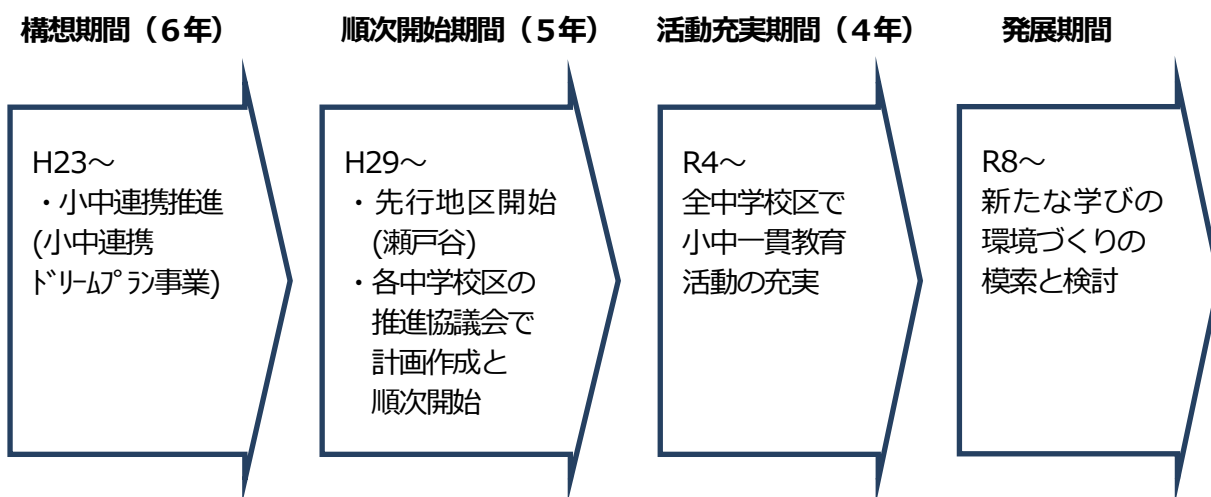 構想期間（６年）
H23～
・小中連携推進
(小中連携
ﾄﾞﾘｰﾑﾌﾟﾗﾝ事業)
順次開始期間（５年）
H29～
・先行地区開始
(瀬戸谷)
・各中学校区の
推進協議会で
計画作成と
順次開始
活動充実期間（４年）
R4～
全中学校区で
小中一貫教育
活動の充実
発展期間
R8～
新たな学びの
環境づくりの
模索と検討